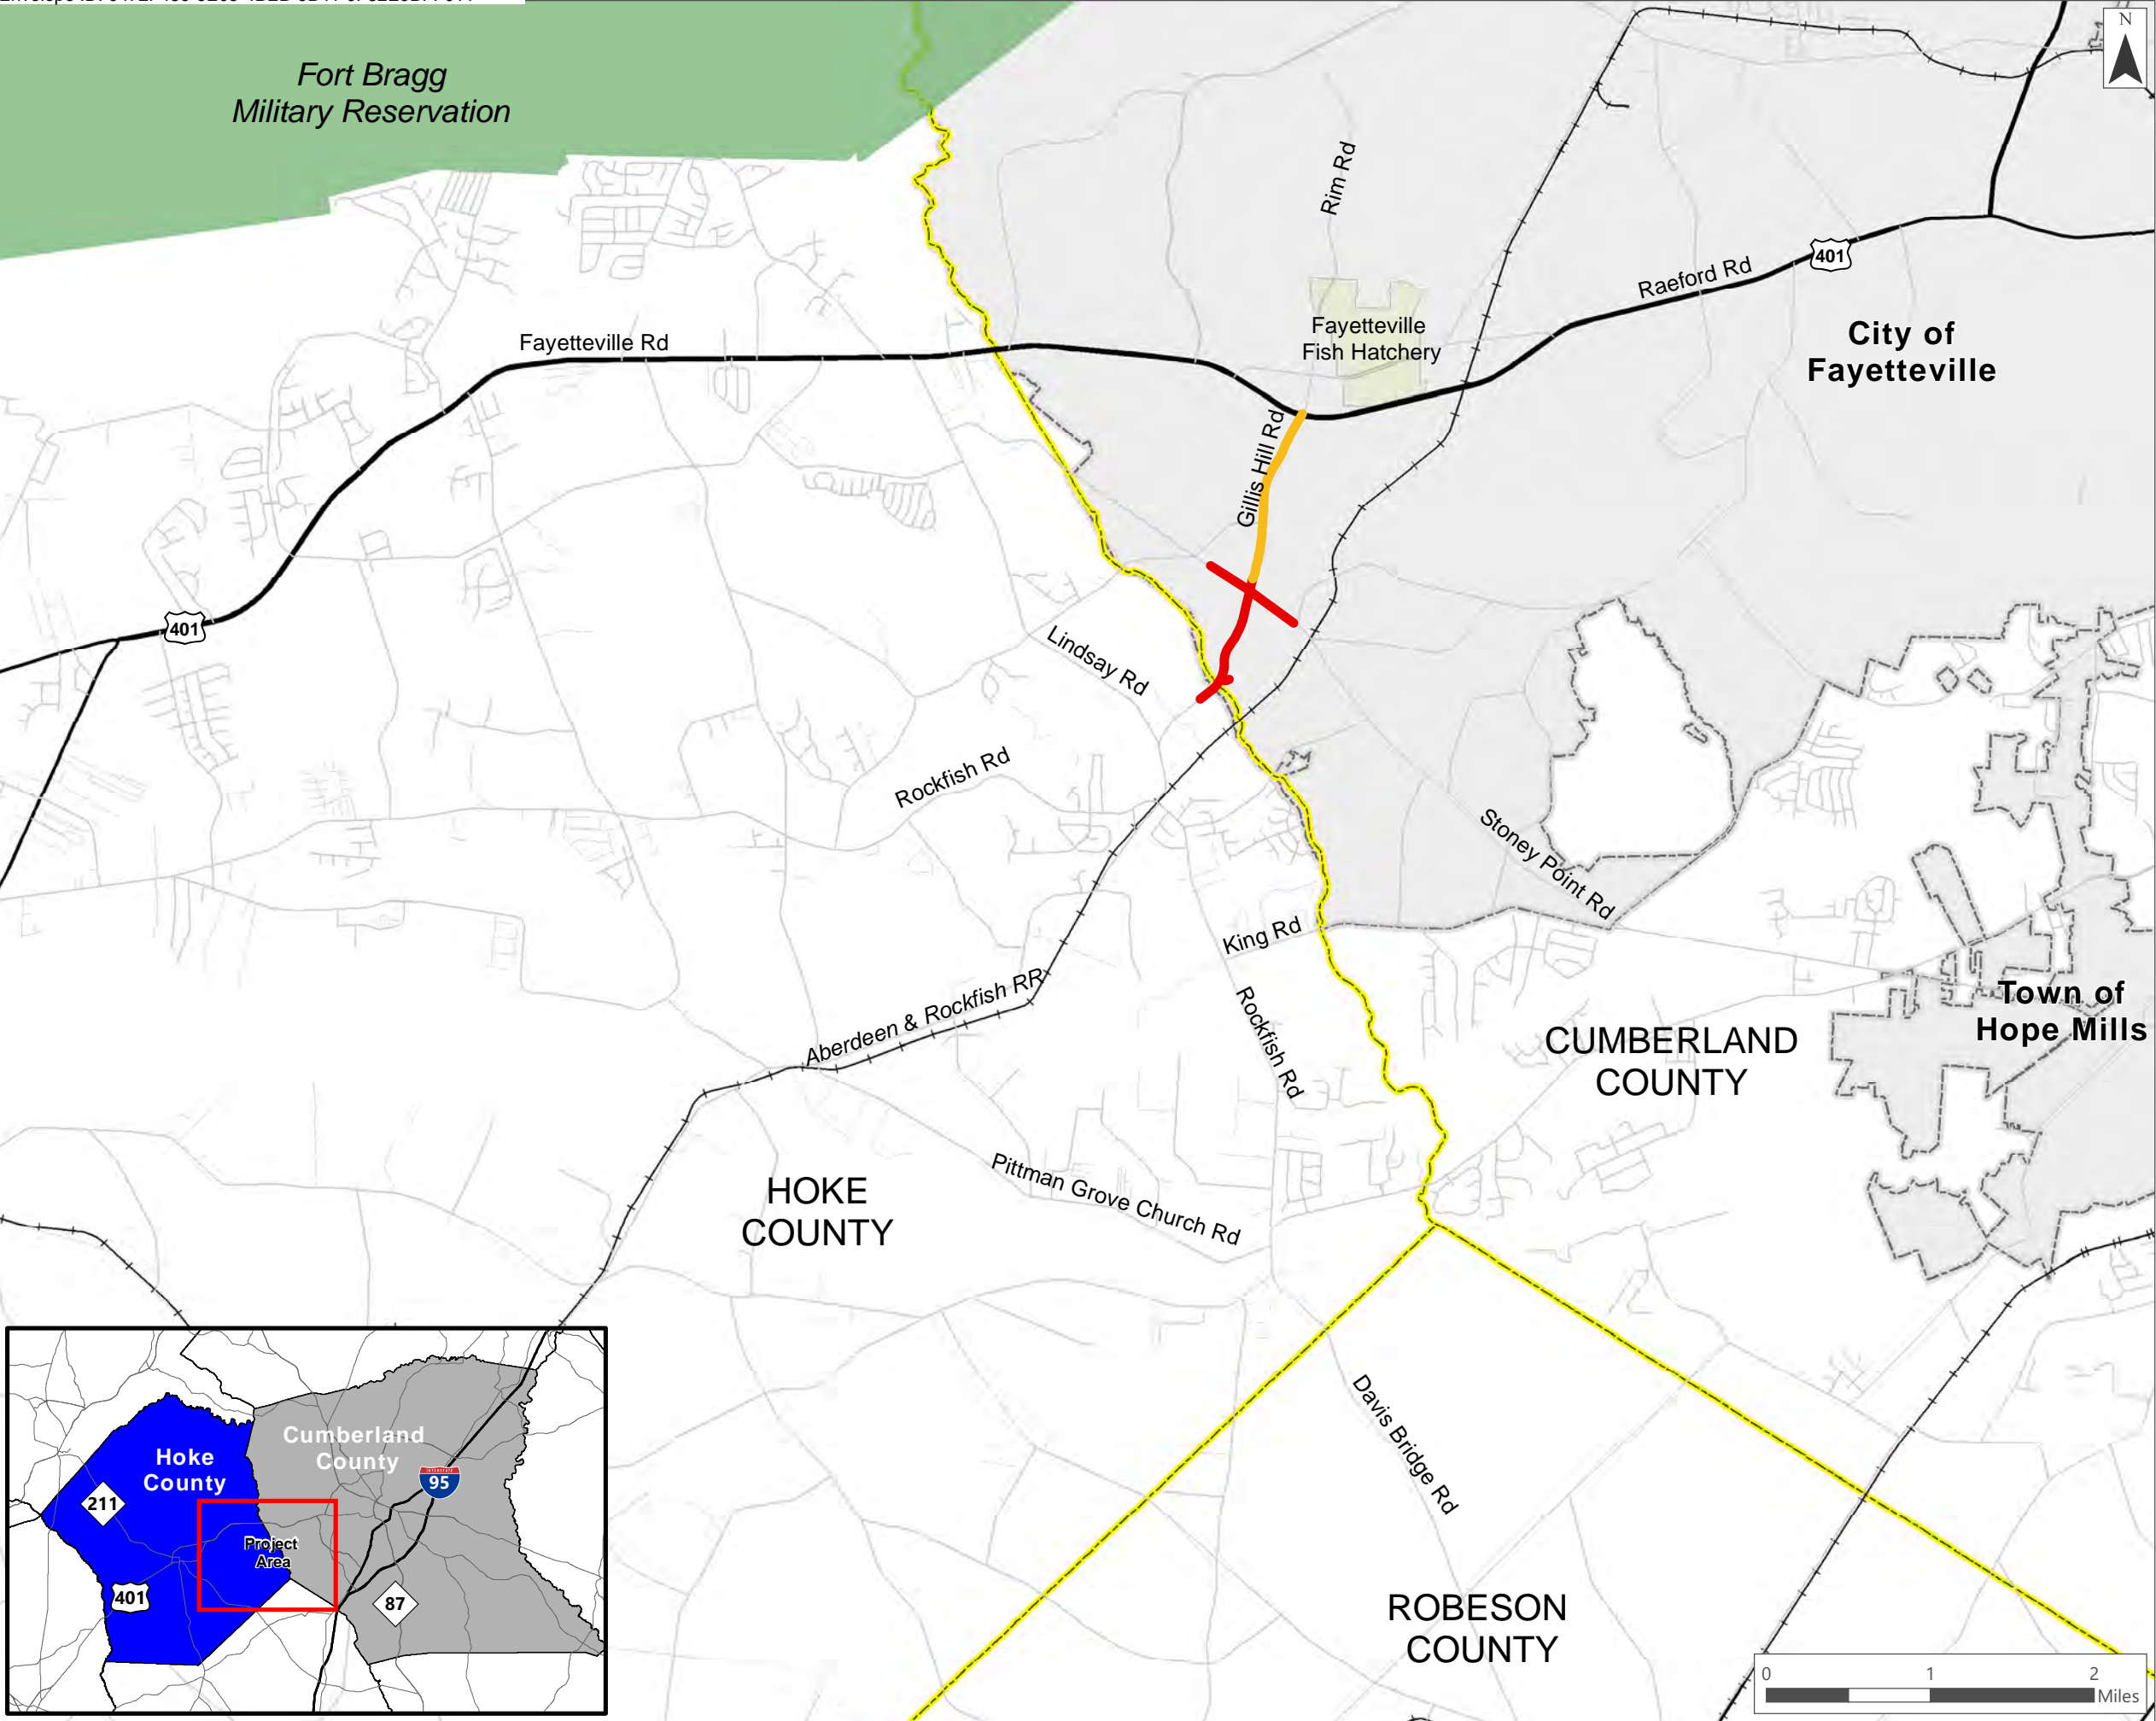 N
Fort Bragg
Military Reservation
Rim Rd
401
Raeford Rd
Fayetteville
Fish Hatchery
City of
Fayetteville
Fayetteville Rd
Gillis Hill Rd
401
Lindsay Rd
Rockfish Rd
Stoney Point Rd
King Rd
Aberdeen & Rockfish RR
Rockfish Rd
Town of
Hope Mills
CUMBERLAND
COUNTY
HOKE
COUNTY
Pittman Grove Church Rd
Davis Bridge Rd
ROBESON
COUNTY
Cumberland
County
Hoke
County
INTERSTATE
95
211
Project
Area
401
87
0 1 2
Miles